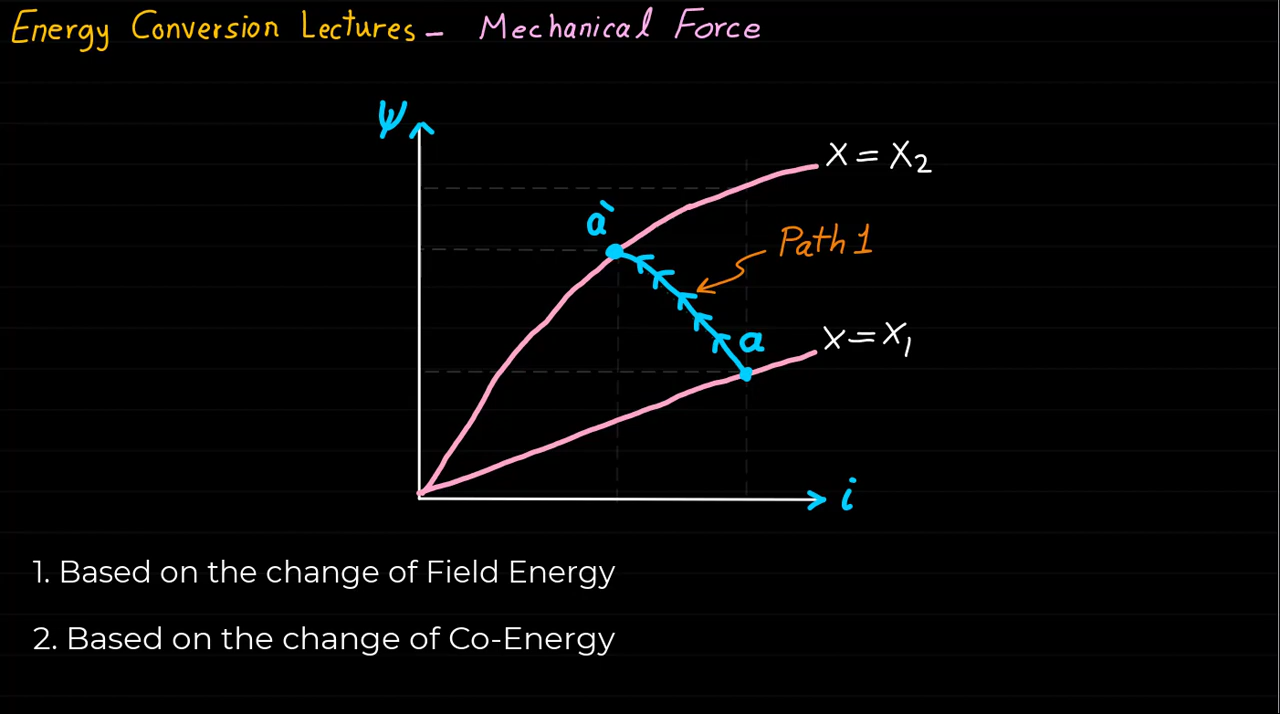 Energy Conversion Lectures - Mechanical Force
ψ
x = x₂
a`
Path 1
a
x = x₁
i
1. Based on the change of Field Energy
2. Based on the change of Co-Energy